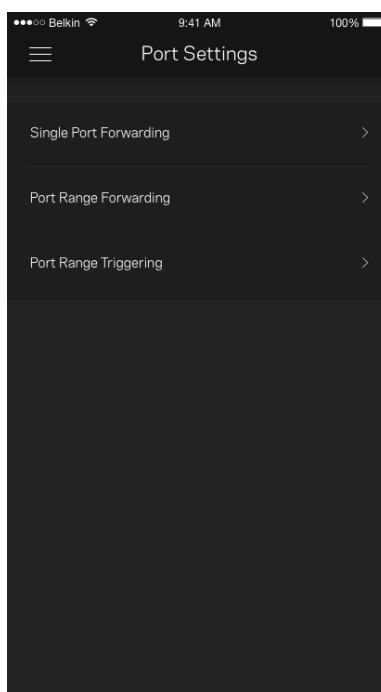 Belkin 9:41 AM 100%
Port Settings
Single Port Forwarding
Port Range Forwarding
Port Range Triggering